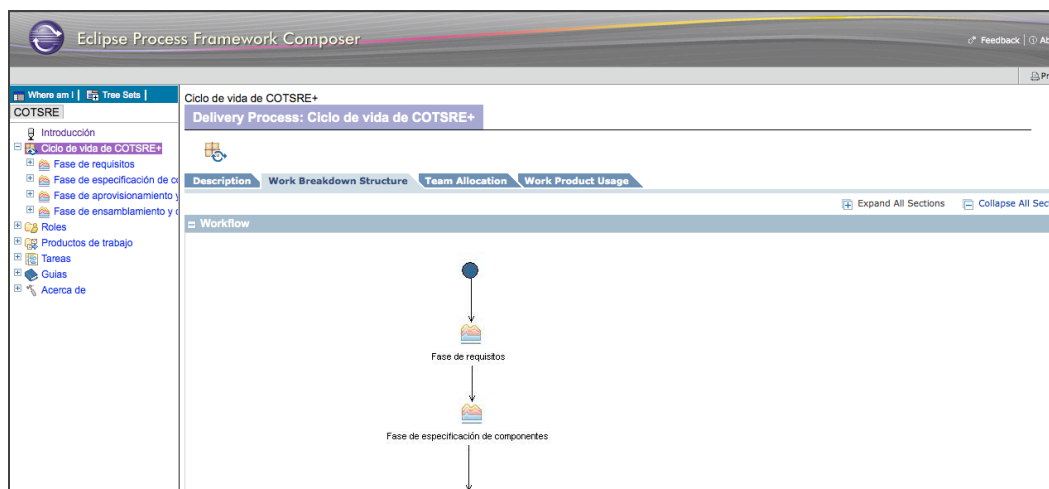 Eclipse Process Framework Composer
Feedback
Where am I
Tree Sets
COTSRE
Introducción
Ciclo de vida de COTSRE+
Fase de requisitos
Fase de especificación de
Fase de aprovisionamiento
Fase de ensamblamiento y
Roles
Productos de trabajo
Tareas
Guias
Acerca de
Ciclo de vida de COTSRE+
Delivery Process: Ciclo de vida de COTSRE+
Description
Work Breakdown Structure
Team Allocation
Work Product Usage
Expand All Sections
Collapse All
Workflow
Fase de requisitos
Fase de especificación de componentes